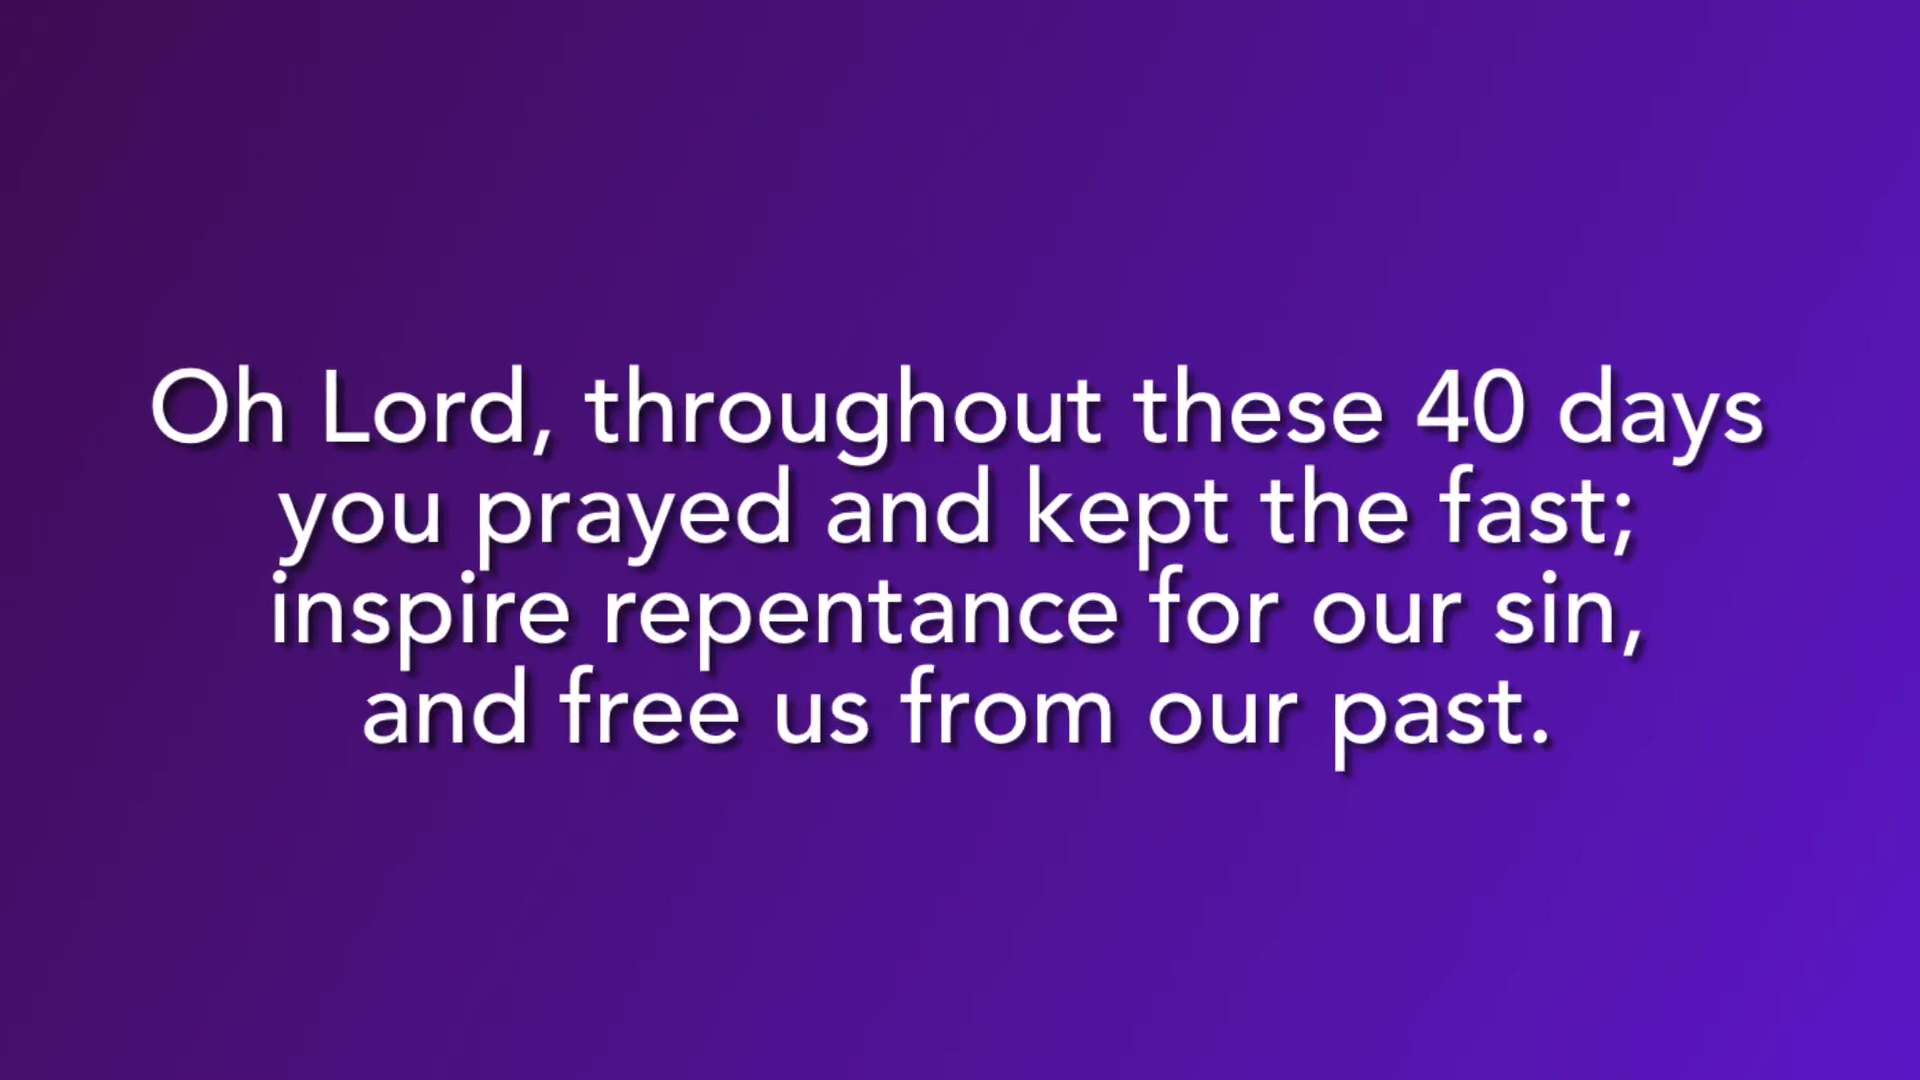 Oh Lord, throughout these 40 days
you prayed and kept the fast;
inspire repentance for our sin,
and free us from our past.